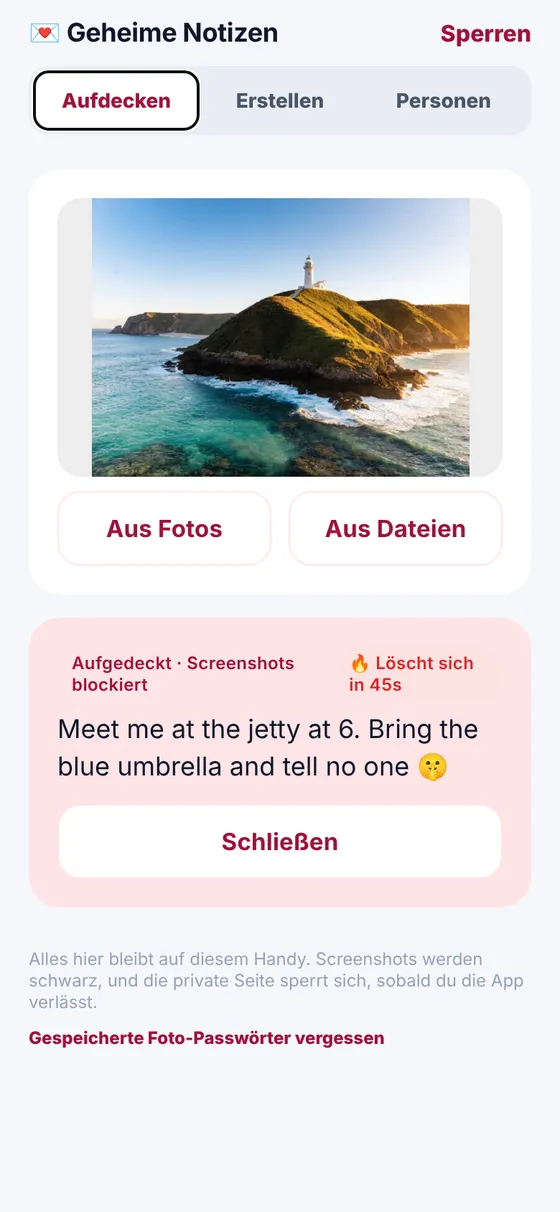 💌 Geheime Notizen
Sperren
Aufdecken
Erstellen
Personen
Aus Fotos
Aus Dateien
Aufgedeckt · Screenshots
blockiert
🔥 Löscht sich
in 45s
Meet me at the jetty at 6. Bring the
blue umbrella and tell no one 🤫
Schließen
Alles hier bleibt auf diesem Handy. Screenshots werden
schwarz, und die private Seite sperrt sich, sobald du die App
verlässt.
Gespeicherte Foto-Passwörter vergessen